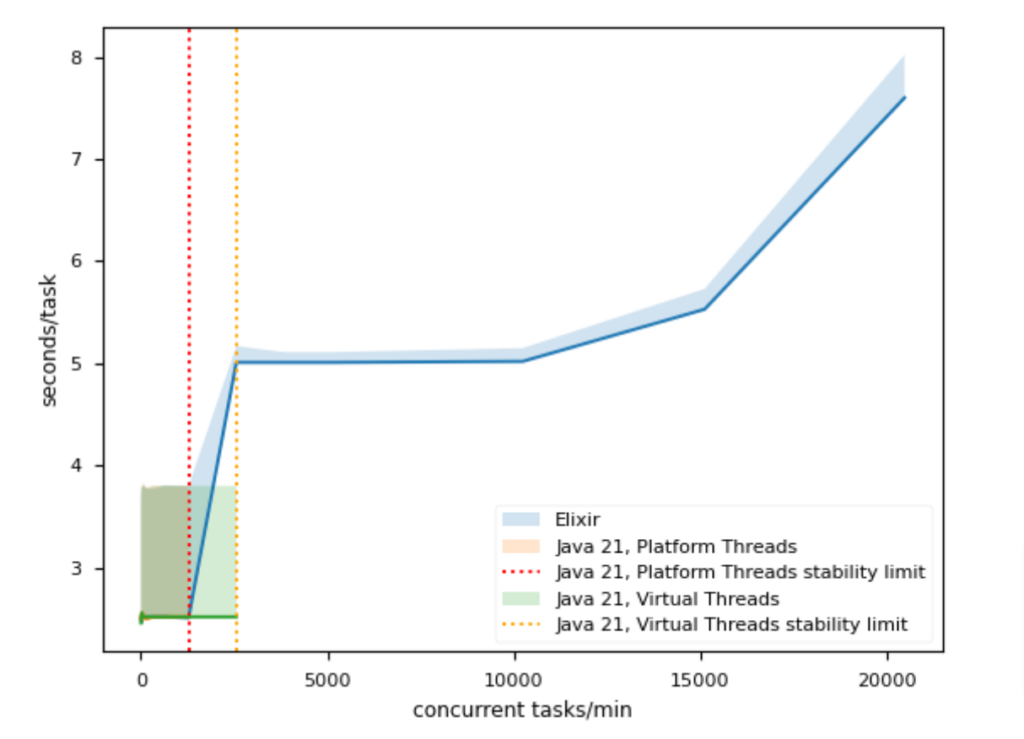 8
7
6
5
4
3
seconds/task
Elixir
Java 21, Platform Threads
Java 21, Platform Threads stability limit
Java 21, Virtual Threads
Java 21, Virtual Threads stability limit
0 5000 10000 15000 20000
concurrent tasks/min